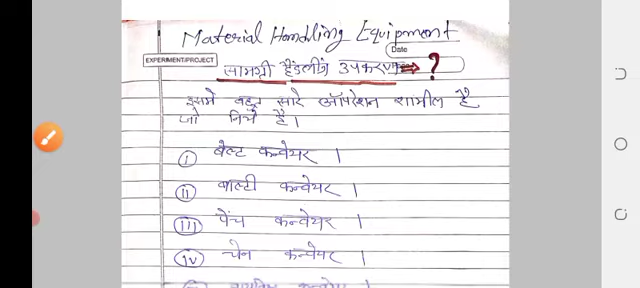 Material Handling Equipment
Date
EXPERIMENT/PROJECT
सामग्री हैंडलींग उपकरण → ?
इसमें बहुत सारे ऑपरेशन शामिल है
जो निचे है।
(i) बेल्ट कन्वेयर ।
(ii) बाल्टी कन्वेयर ।
(iii) पेंच कन्वेयर ।
(iv) चेन कन्वेयर ।